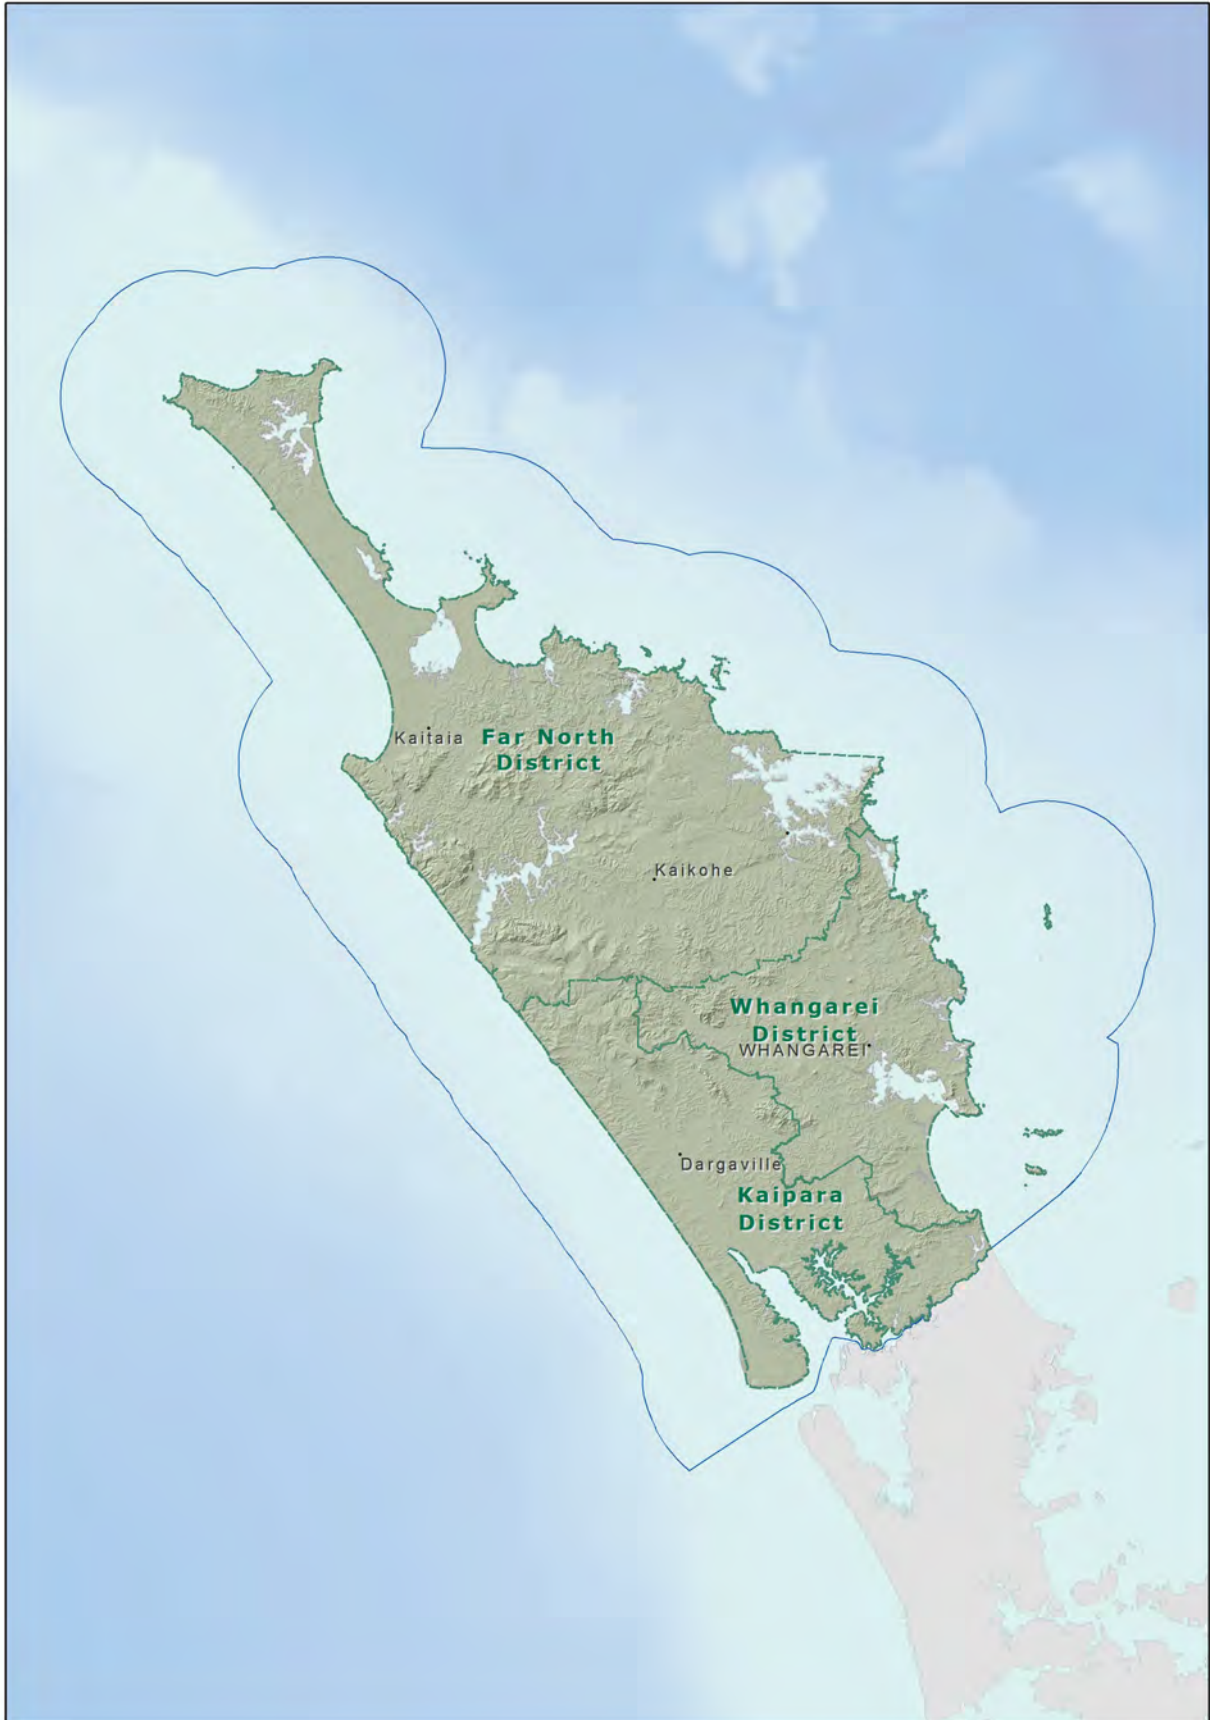 Kaitaia
Far North
District
Kaikohe
Whangarei
District
WHANGAREI
Dargaville
Kaipara
District